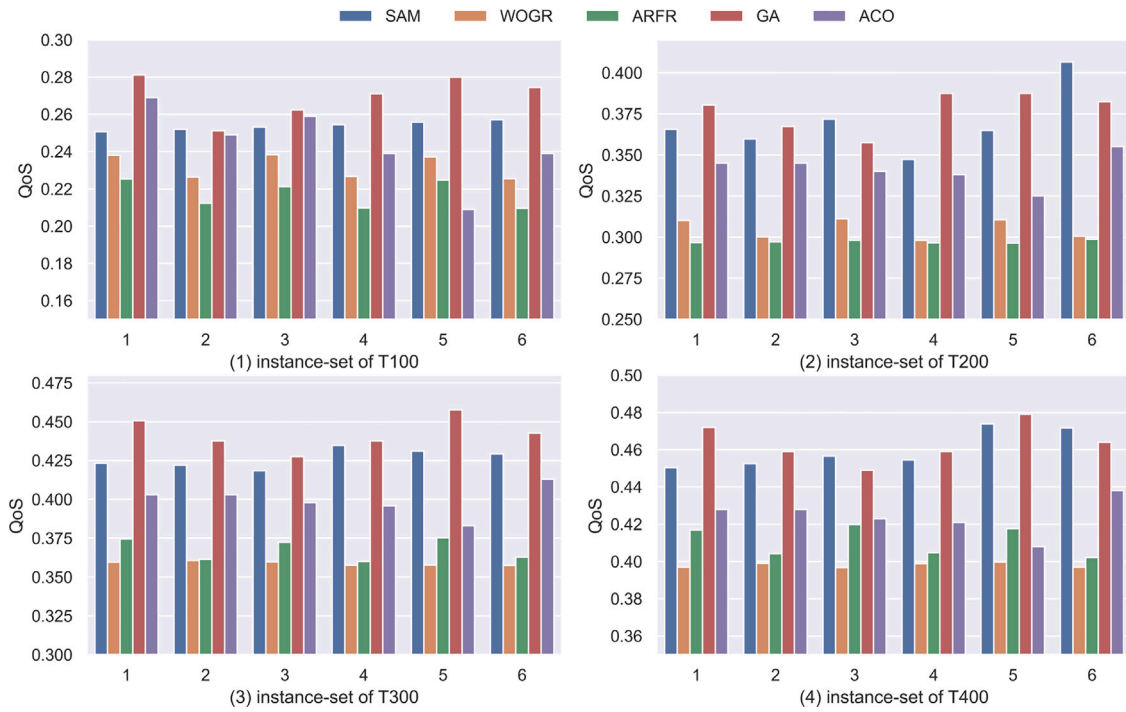 SAM WOGR ARFR GA ACO
QoS
0.30
0.28
0.26
0.24
0.22
0.20
0.18
0.16
1 2 3 4 5 6
(1) instance-set of T100
QoS
0.400
0.375
0.350
0.325
0.300
0.275
0.250
1 2 3 4 5 6
(2) instance-set of T200
QoS
0.475
0.450
0.425
0.400
0.375
0.350
0.325
0.300
1 2 3 4 5 6
(3) instance-set of T300
QoS
0.50
0.48
0.46
0.44
0.42
0.40
0.38
0.36
1 2 3 4 5 6
(4) instance-set of T400